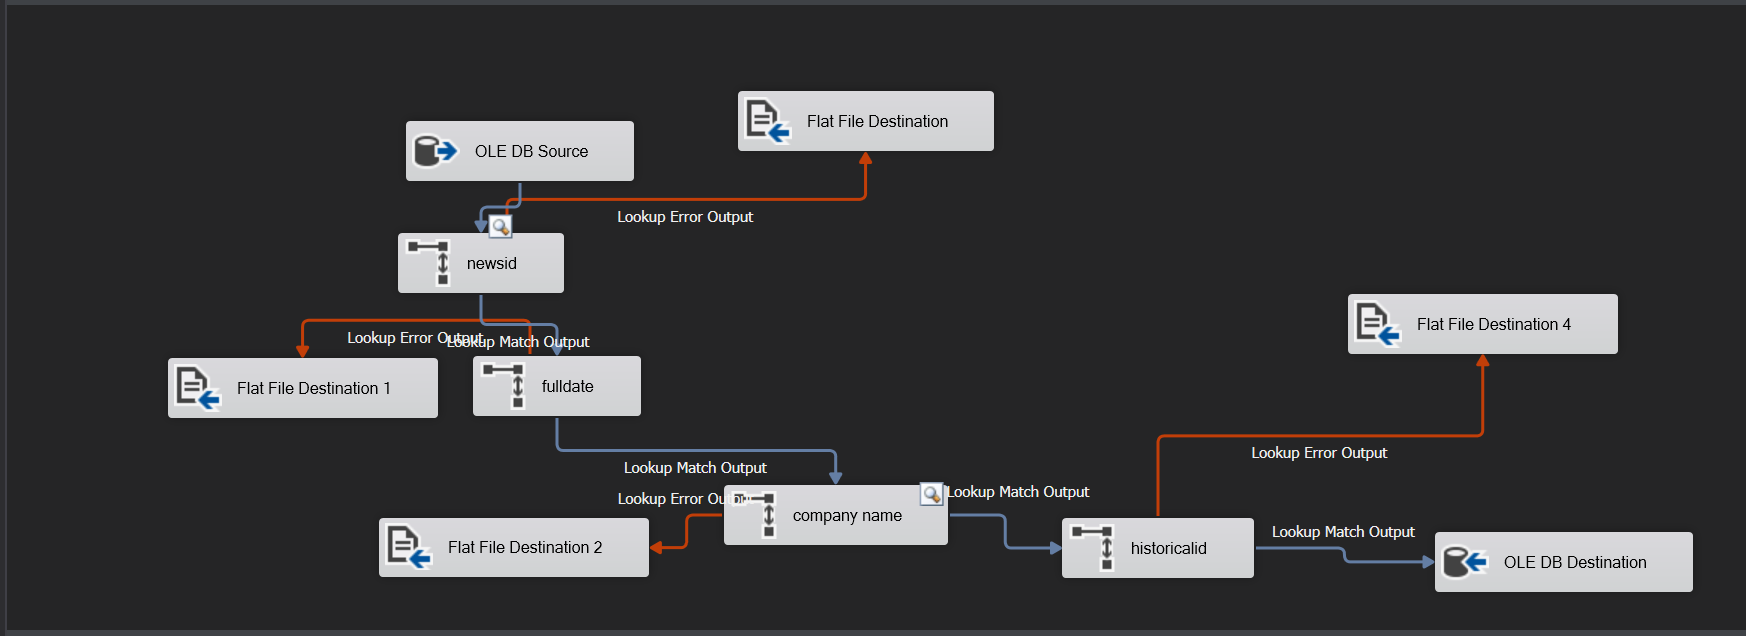 Flat File Destination
OLE DB Source
Lookup Error Output
newsid
Lookup Error Output
Lookup Match Output
Flat File Destination 1
fulldate
Flat File Destination 4
Lookup Error Output
Lookup Match Output
Lookup Error Output
company name
Lookup Match Output
Flat File Destination 2
historicalid
Lookup Match Output
OLE DB Destination